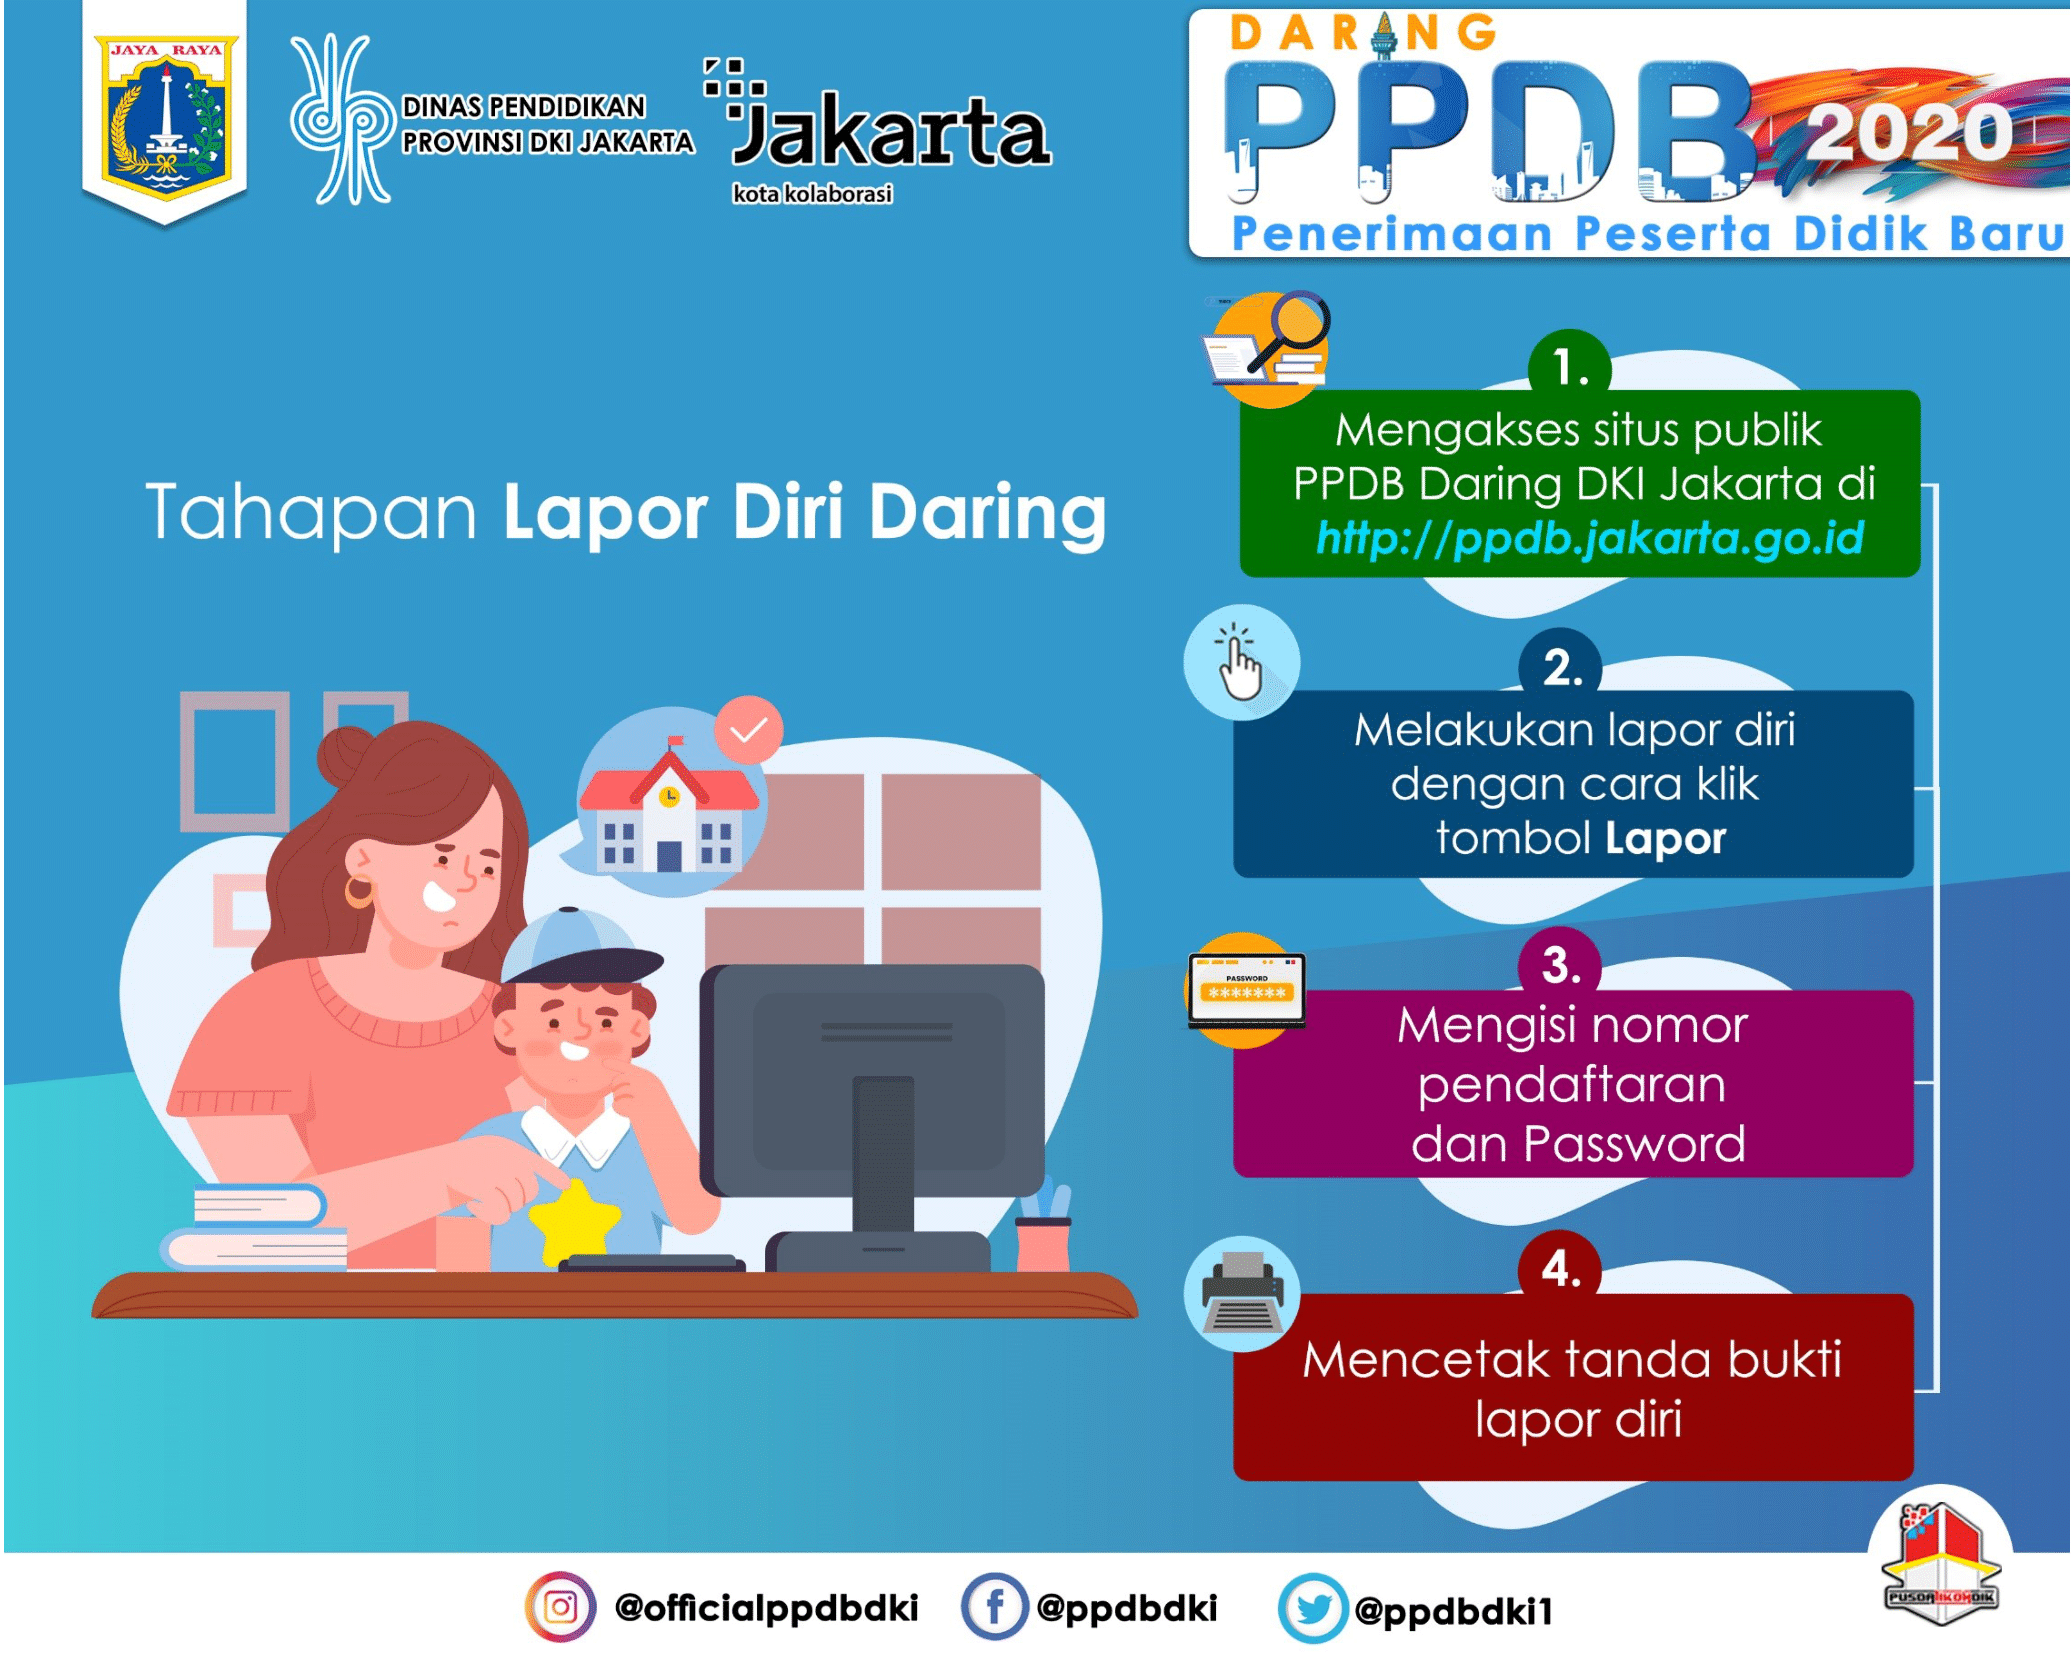 JAYA RAYA
DINAS PENDIDIKAN
PROVINSI DKI JAKARTA
Jakarta
kota kolaborasi
DARING
PPDB 2020
Penerimaan Peserta Didik Baru
Tahapan Lapor Diri Daring
1.
Mengakses situs publik
PPDB Daring DKI Jakarta di
http://ppdb.jakarta.go.id
2.
Melakukan lapor diri
dengan cara klik
tombol Lapor
PASSWORD
*******
3.
Mengisi nomor
pendaftaran
dan Password
4.
Mencetak tanda bukti
lapor diri
@officialppdbdki
@ppdbdki
@ppdbdki1
PUSDATIKOMDIK